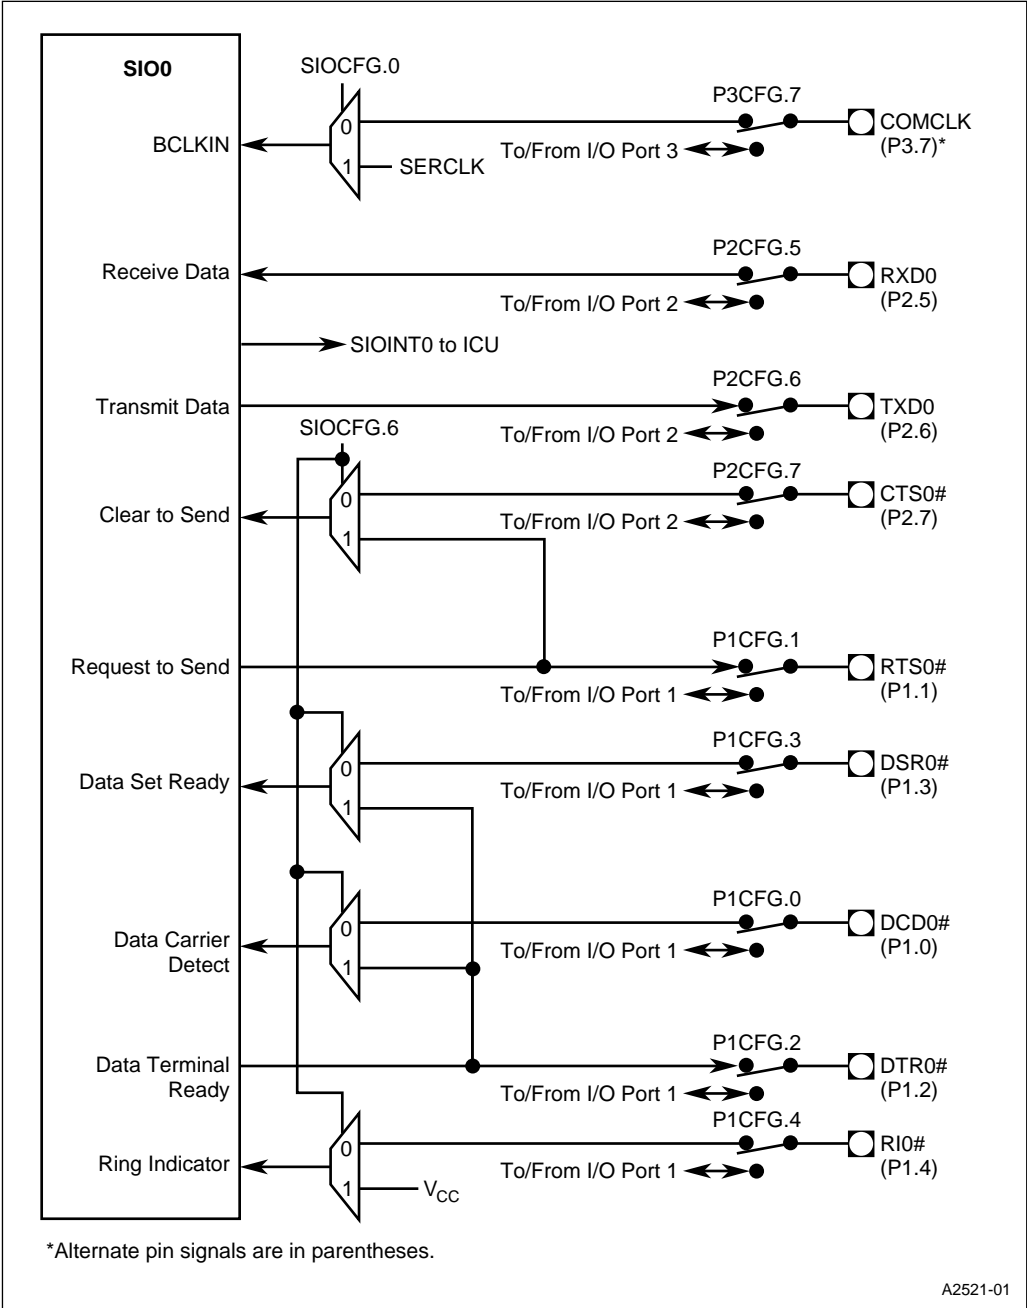 SIO0
SIOCFG.0
P3CFG.7
BCLKIN
0
1
SERCLK
To/From I/O Port 3
COMCLK
(P3.7)*
Receive Data
P2CFG.5
To/From I/O Port 2
RXD0
(P2.5)
SIOINT0 to ICU
Transmit Data
P2CFG.6
To/From I/O Port 2
TXD0
(P2.6)
SIOCFG.6
Clear to Send
0
1
P2CFG.7
To/From I/O Port 2
CTS0#
(P2.7)
Request to Send
P1CFG.1
To/From I/O Port 1
RTS0#
(P1.1)
Data Set Ready
0
1
P1CFG.3
To/From I/O Port 1
DSR0#
(P1.3)
Data Carrier
Detect
0
1
P1CFG.0
To/From I/O Port 1
DCD0#
(P1.0)
Data Terminal
Ready
P1CFG.2
To/From I/O Port 1
DTR0#
(P1.2)
Ring Indicator
0
1
VCC
P1CFG.4
To/From I/O Port 1
RI0#
(P1.4)
*Alternate pin signals are in parentheses.
A2521-01